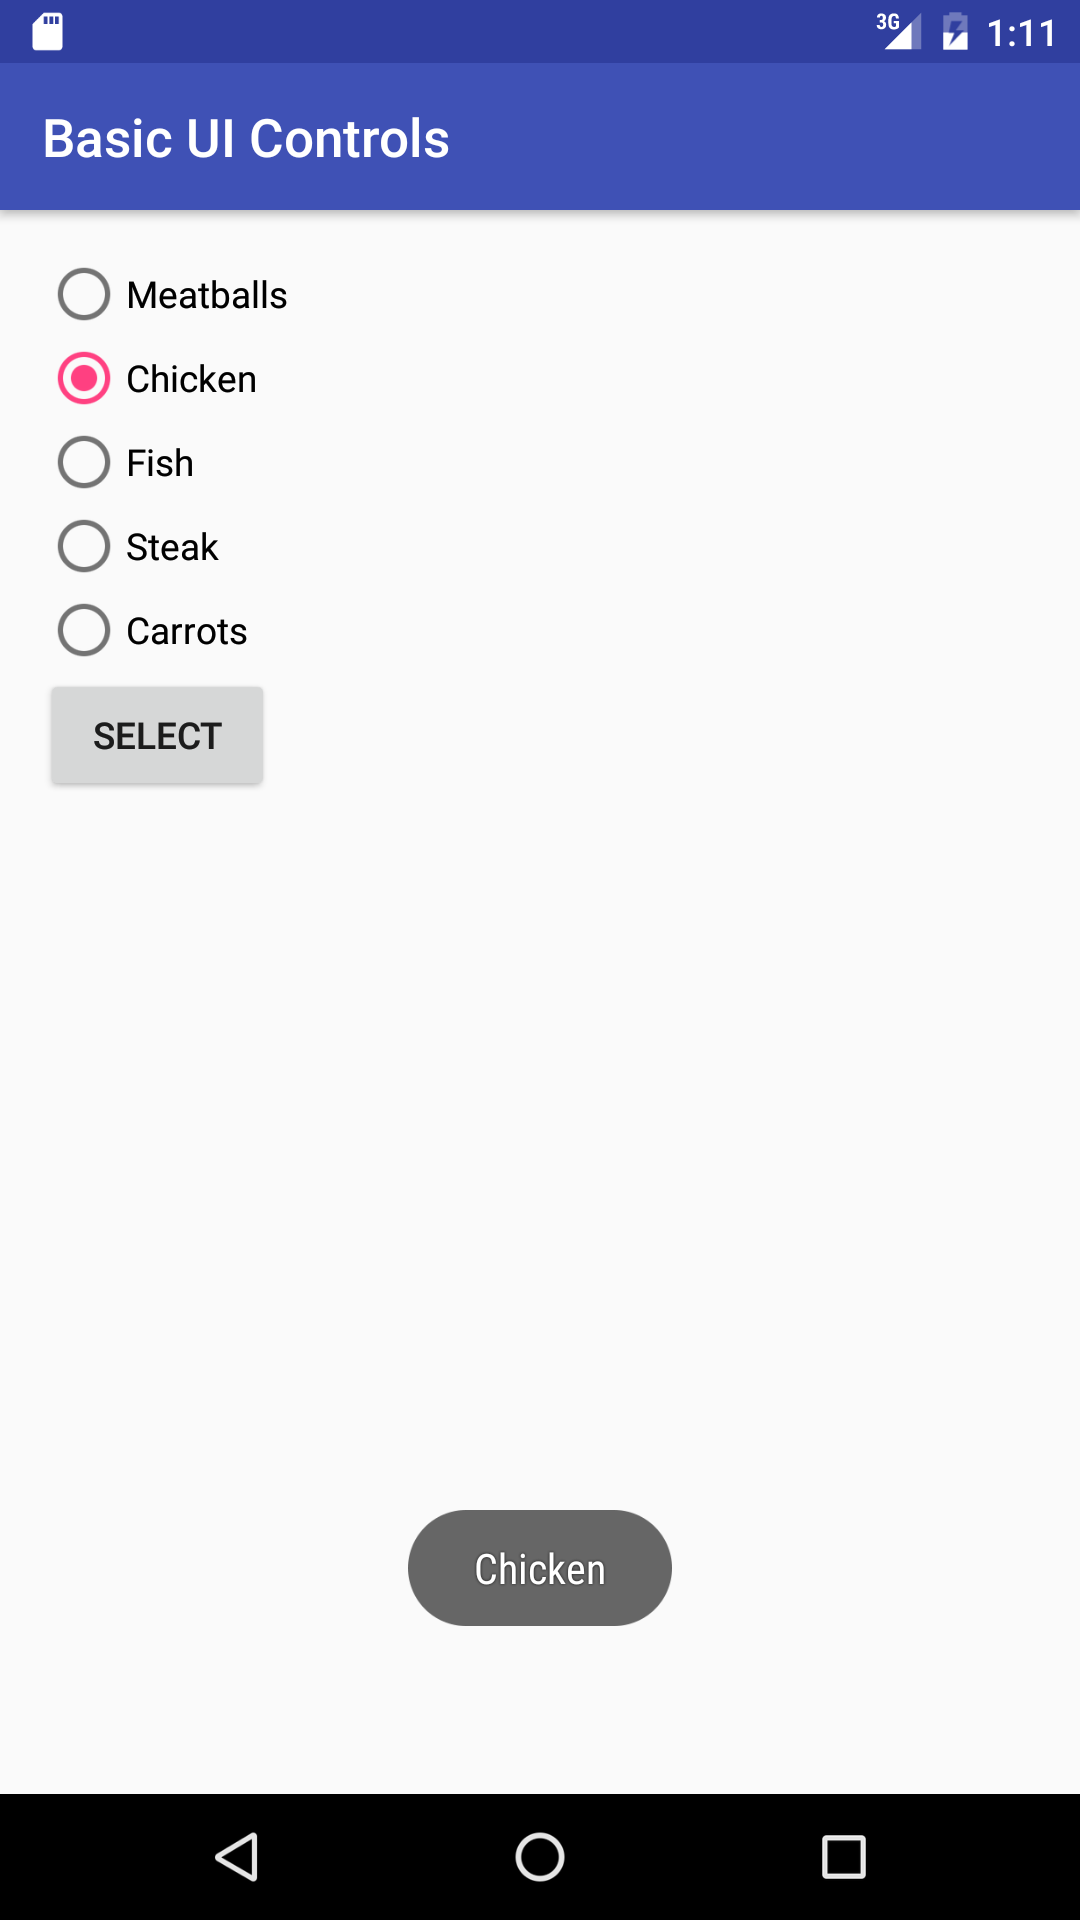 3G 1:11
Basic UI Controls
Meatballs
Chicken
Fish
Steak
Carrots
SELECT
Chicken